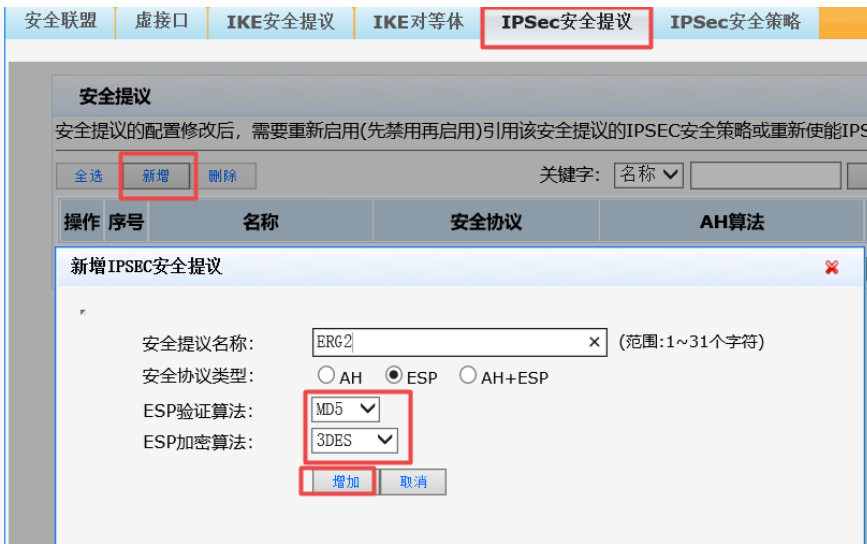 安全联盟 虚接口 IKE安全提议 IKE对等体 IPSec安全提议 IPSec安全策略
安全提议
安全提议的配置修改后，需要重新启用(先禁用再启用)引用该安全提议的IPSEC安全策略或重新使能IPS
全选 新增 删除 关键字： 名称
操作 序号 名称 安全协议 AH算法
新增IPSEC安全提议
安全提议名称： ERG2 (范围:1~31个字符)
安全协议类型： AH ESP AH+ESP
ESP验证算法： MD5
ESP加密算法： 3DES
增加 取消